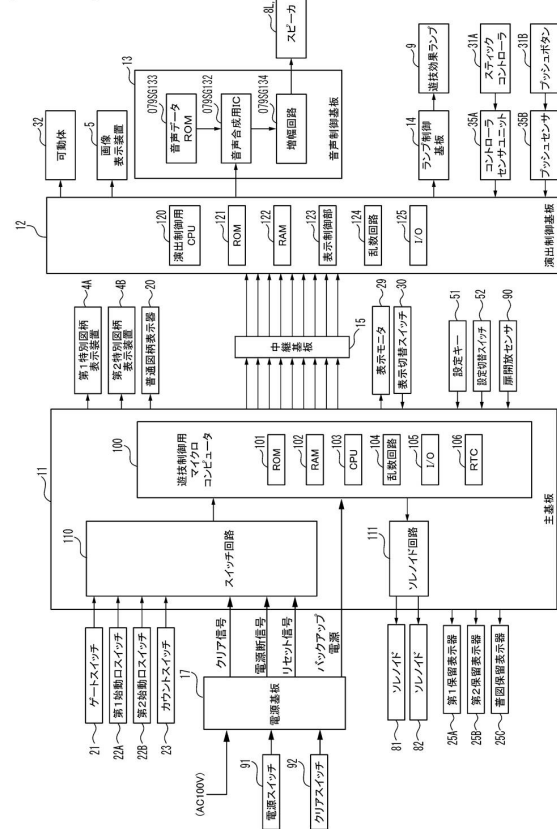 32
可動体
5
画像
表示装置
8L
スピーカ
13
079SG133
音声データ
ROM
079SG132
音声合成用IC
079SG134
増幅回路
音声制御基板
9
遊技効果ランプ
14
ランプ制御
基板
31A
スティック
コントローラ
35A
コントローラ
センサユニット
31B
プッシュボタン
35B
プッシュセンサ
12
120
演出制御用
CPU
121
ROM
122
RAM
123
表示制御部
124
乱数回路
125
I/O
演出制御基板
4A
第1特別図柄
表示装置
4B
第2特別図柄
表示装置
20
普通図柄表示器
中継基板
15
29
表示モニタ
30
表示切替スイッチ
51
設定キー
52
設定切替スイッチ
90
扉開放センサ
11
100
遊技制御用
マイクロ
コンピュータ
101
ROM
102
RAM
103
CPU
104
乱数回路
105
I/O
106
RTC
主基板
110
スイッチ回路
111
ソレノイド回路
21
ゲートスイッチ
22A
第1始動口スイッチ
22B
第2始動口スイッチ
23
カウントスイッチ
クリア信号
電源断信号
リセット信号
バックアップ
電源
17
電源基板
(AC100V)
91
電源スイッチ
92
クリアスイッチ
81
ソレノイド
82
ソレノイド
25A
第1保留表示器
25B
第2保留表示器
25C
普図保留表示器